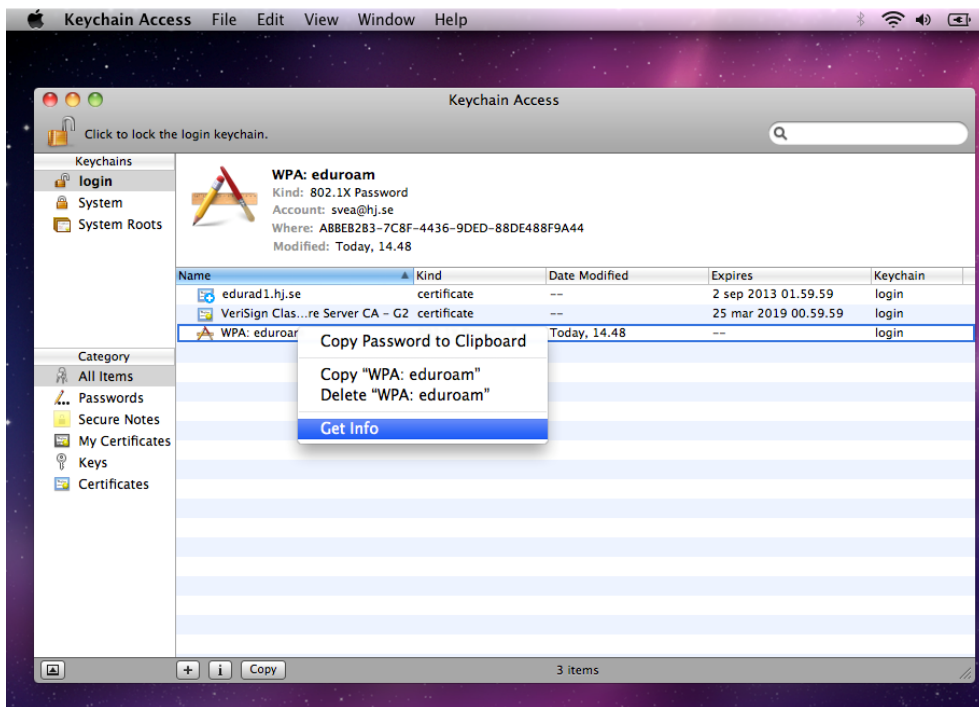 Keychain Access File Edit View Window Help
Keychain Access
Click to lock the login keychain.
Keychains
login
System
System Roots
WPA: eduroam
Kind: 802.1X Password
Account: svea@hj.se
Where: ABBEB2B3-7C8F-4436-9DED-88DE488F9A44
Modified: Today, 14.48
Name Kind Date Modified Expires Keychain
edurad1.hj.se certificate -- 2 sep 2013 01.59.59 login
VeriSign Clas...re Server CA - G2 certificate -- 25 mar 2019 00.59.59 login
WPA: eduroar Today, 14.48 -- login
Copy Password to Clipboard
Copy "WPA: eduroam"
Delete "WPA: eduroam"
Get Info
Category
All Items
Passwords
Secure Notes
My Certificates
Keys
Certificates
+ i Copy 3 items